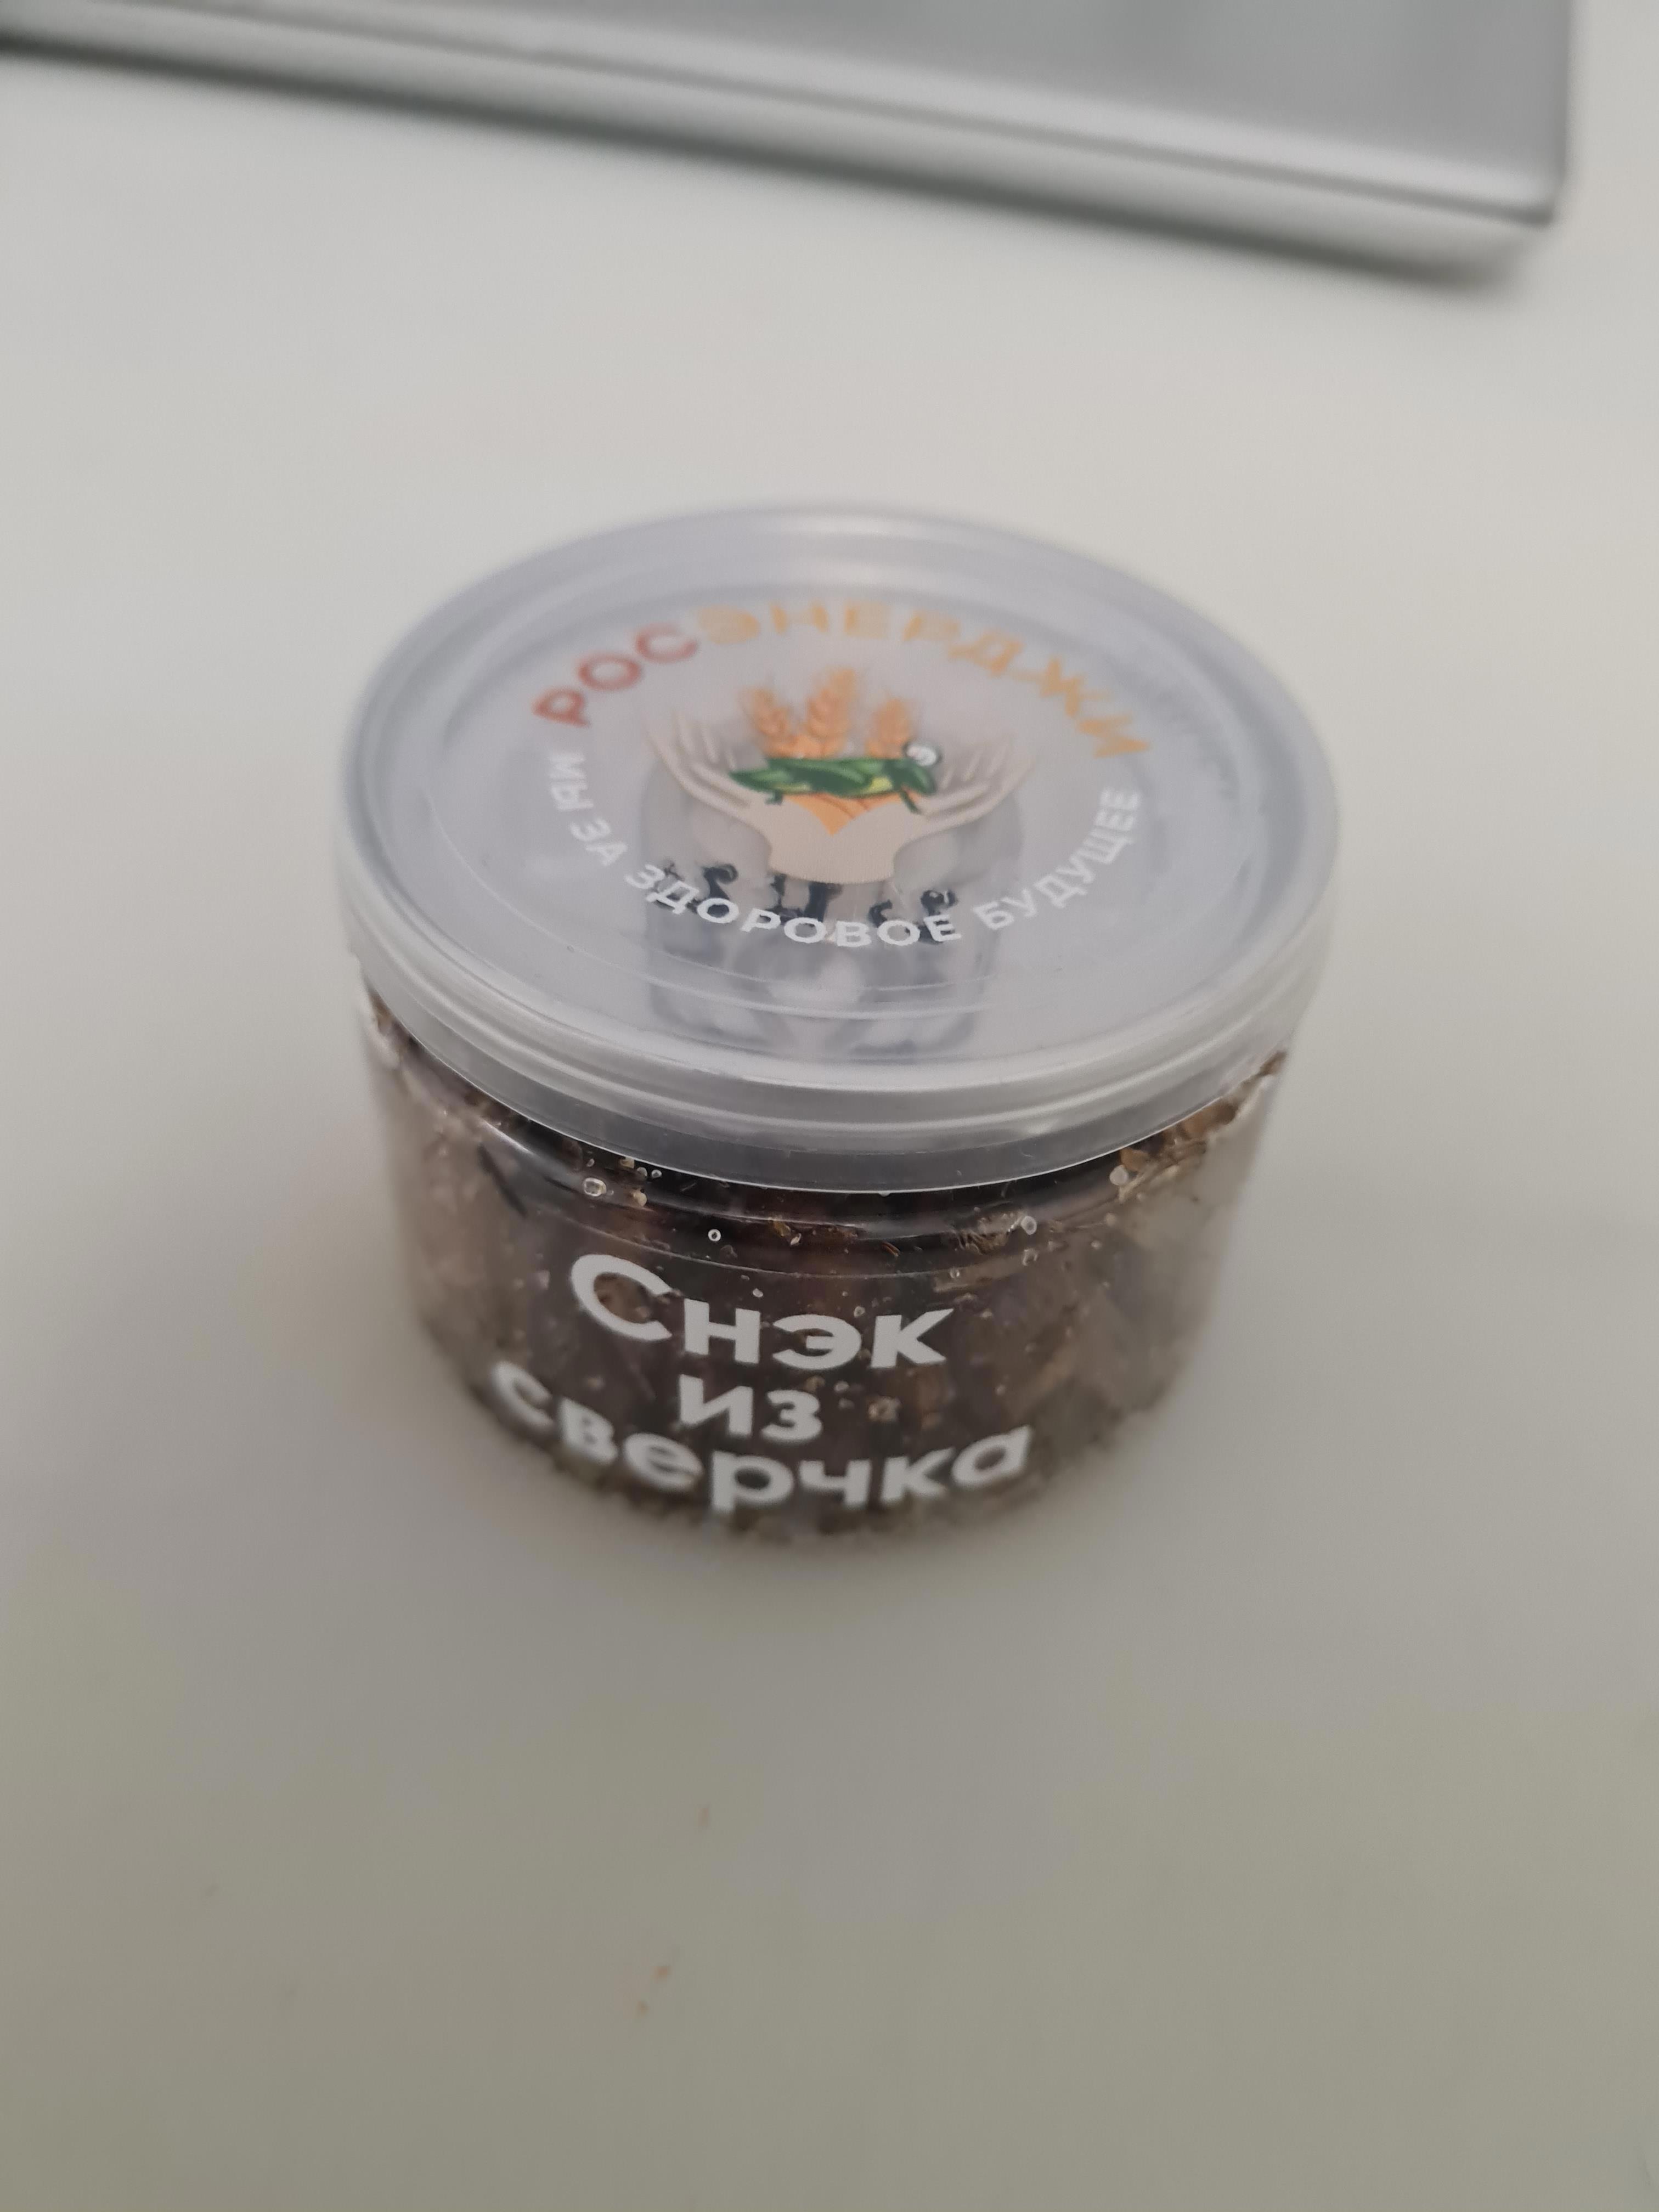 РОСЭНЕРДЖИ
МЫ ЗА ЗДОРОВОЕ БУДУЩЕЕ
Снэк
из
сверчка